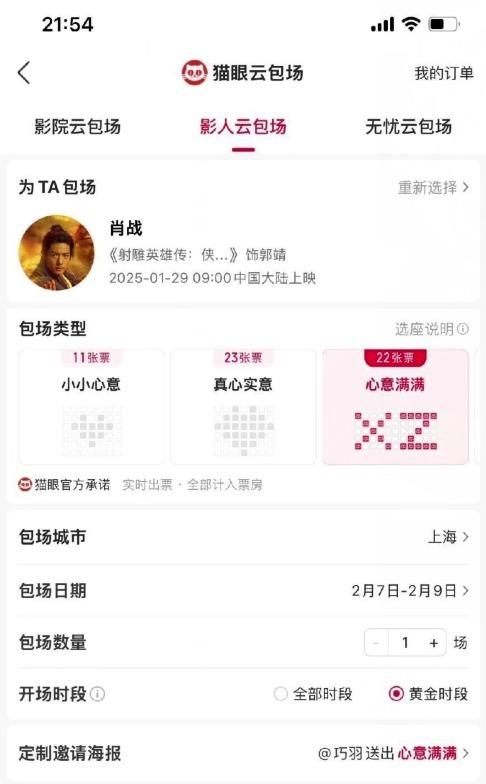 21:54
猫眼云包场
我的订单
影院云包场 影人云包场 无忧云包场
为TA包场 重新选择
肖战
《射雕英雄传:侠...》饰郭靖
2025-01-29 09:00中国大陆上映
包场类型 选座说明
11张票 23张票 22张票
小小心意 真心实意 心意满满
猫眼官方承诺 实时出票·全部计入票房
包场城市 上海
包场日期 2月7日-2月9日
包场数量 - 1 + 场
开场时段 全部时段 黄金时段
定制邀请海报 @巧羽送出心意满满